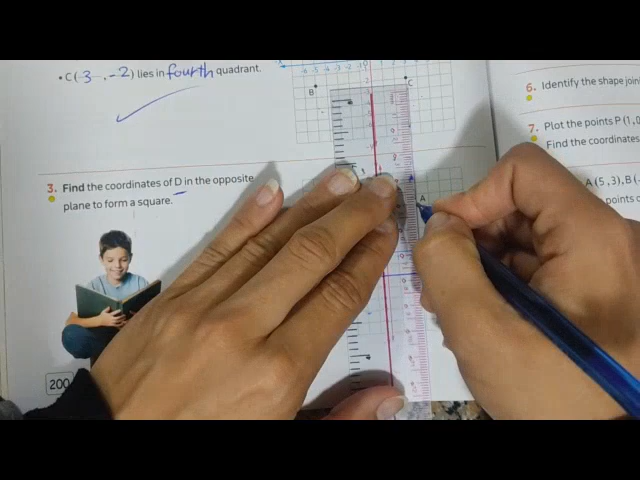 • C( 3 , -2 ) lies in fourth quadrant.
B
C
3. Find the coordinates of D in the opposite
plane to form a square.
A
200
6. Identify the shape join
7. Plot the points P (1,0
Find the coordinates
A (5, 3), B (-
points